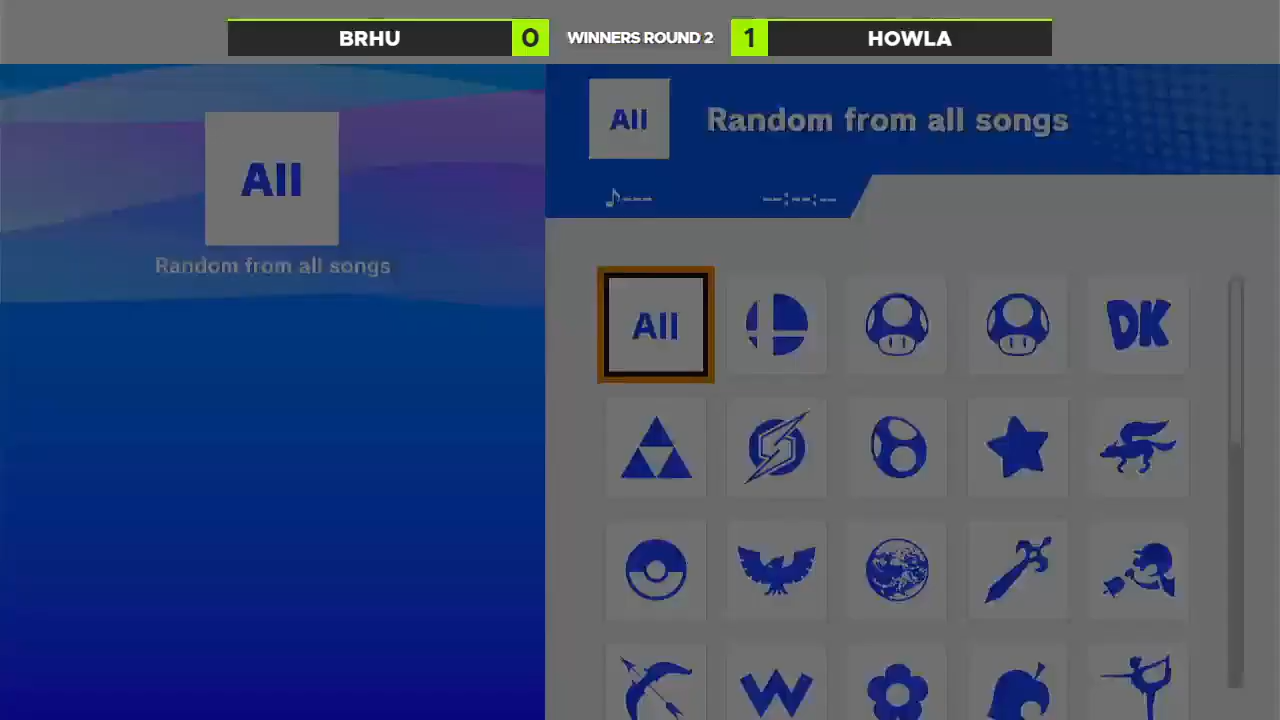 BRHU 0 WINNERS ROUND 2 1 HOWLA
All Random from all songs
♪--- --:--:--
All
Random from all songs
All
DK
W